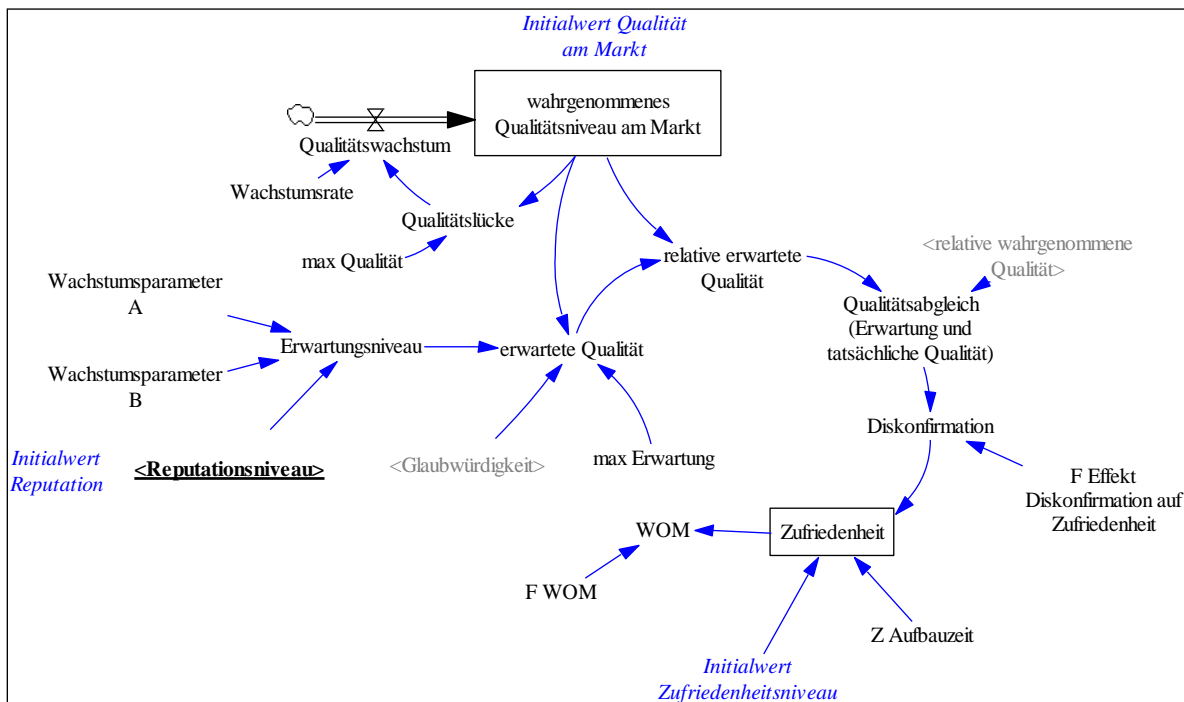 Initialwert Qualität
am Markt
wahrgenommenes
Qualitätsniveau am Markt
Qualitätswachstum
Wachstumsrate
Qualitätslücke
max Qualität
relative erwartete
Qualität
<relative wahrgenommene
Qualität>
Wachstumsparameter
A
Qualitätsabgleich
(Erwartung und
tatsächliche Qualität)
Erwartungsniveau
erwartete Qualität
Wachstumsparameter
B
Diskonfirmation
Initialwert
Reputation
<Reputationsniveau>
<Glaubwürdigkeit>
max Erwartung
F Effekt
Diskonfirmation auf
Zufriedenheit
WOM
Zufriedenheit
F WOM
Z Aufbauzeit
Initialwert
Zufriedenheitsniveau